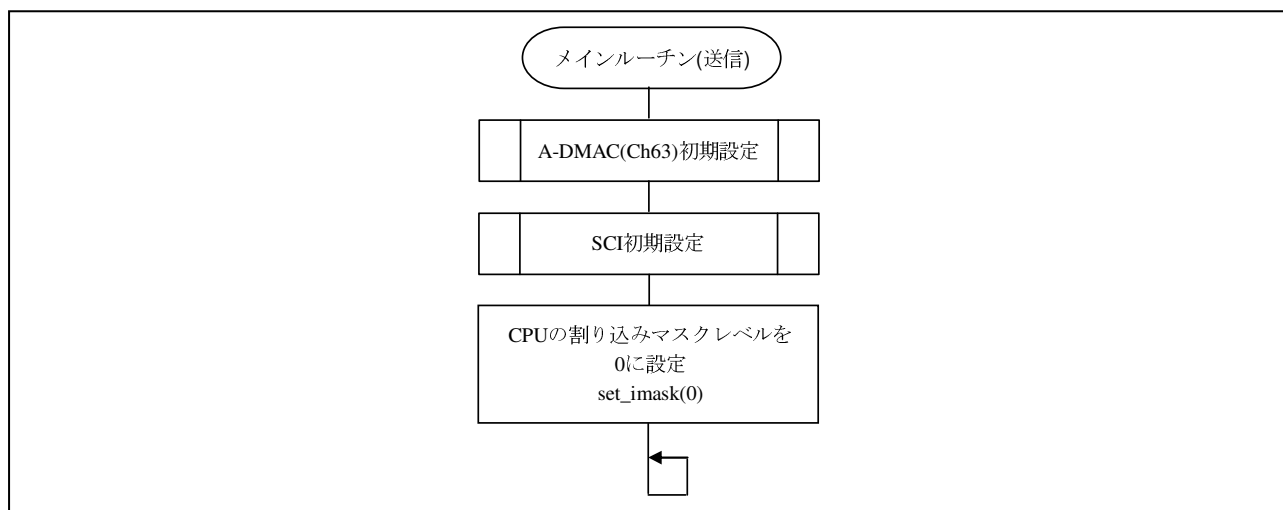 メインルーチン(送信)
A-DMAC(Ch63)初期設定
SCI初期設定
CPUの割り込みマスクレベルを
0に設定
set_imask(0)